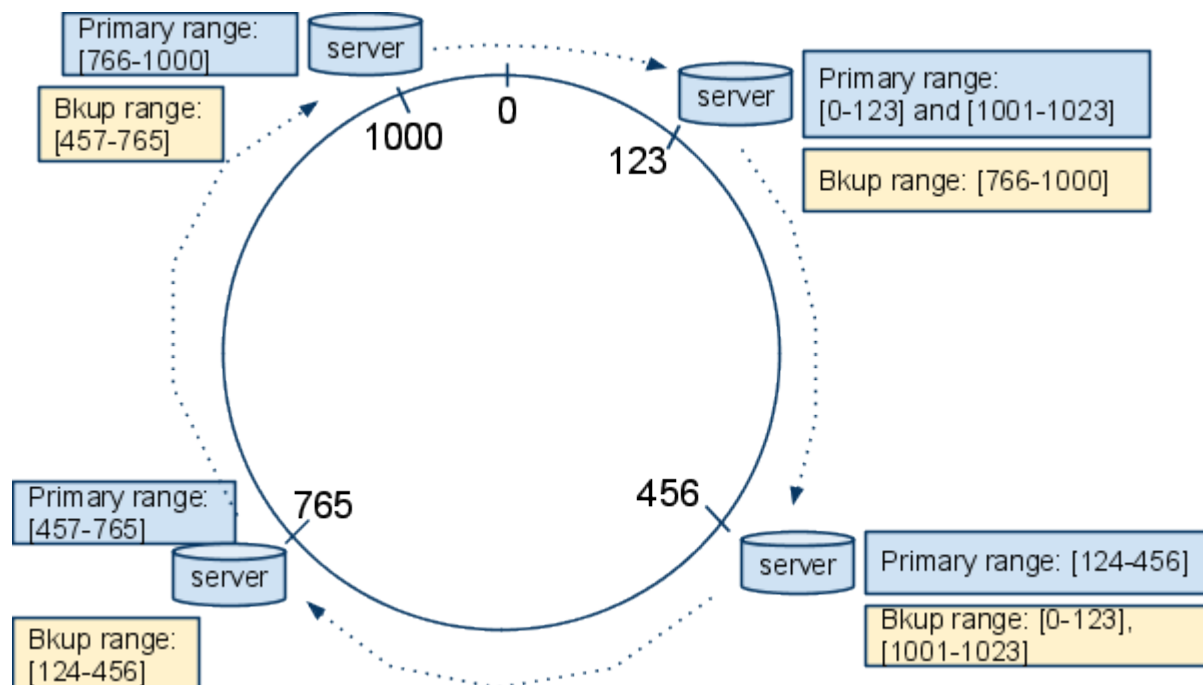 Primary range:
[766-1000]
server
server
Primary range:
[0-123] and [1001-1023]
Bkup range:
[457-765]
1000
0
123
Bkup range: [766-1000]
Primary range:
[457-765]
765
456
server
server
Primary range: [124-456]
Bkup range:
[124-456]
Bkup range: [0-123],
[1001-1023]